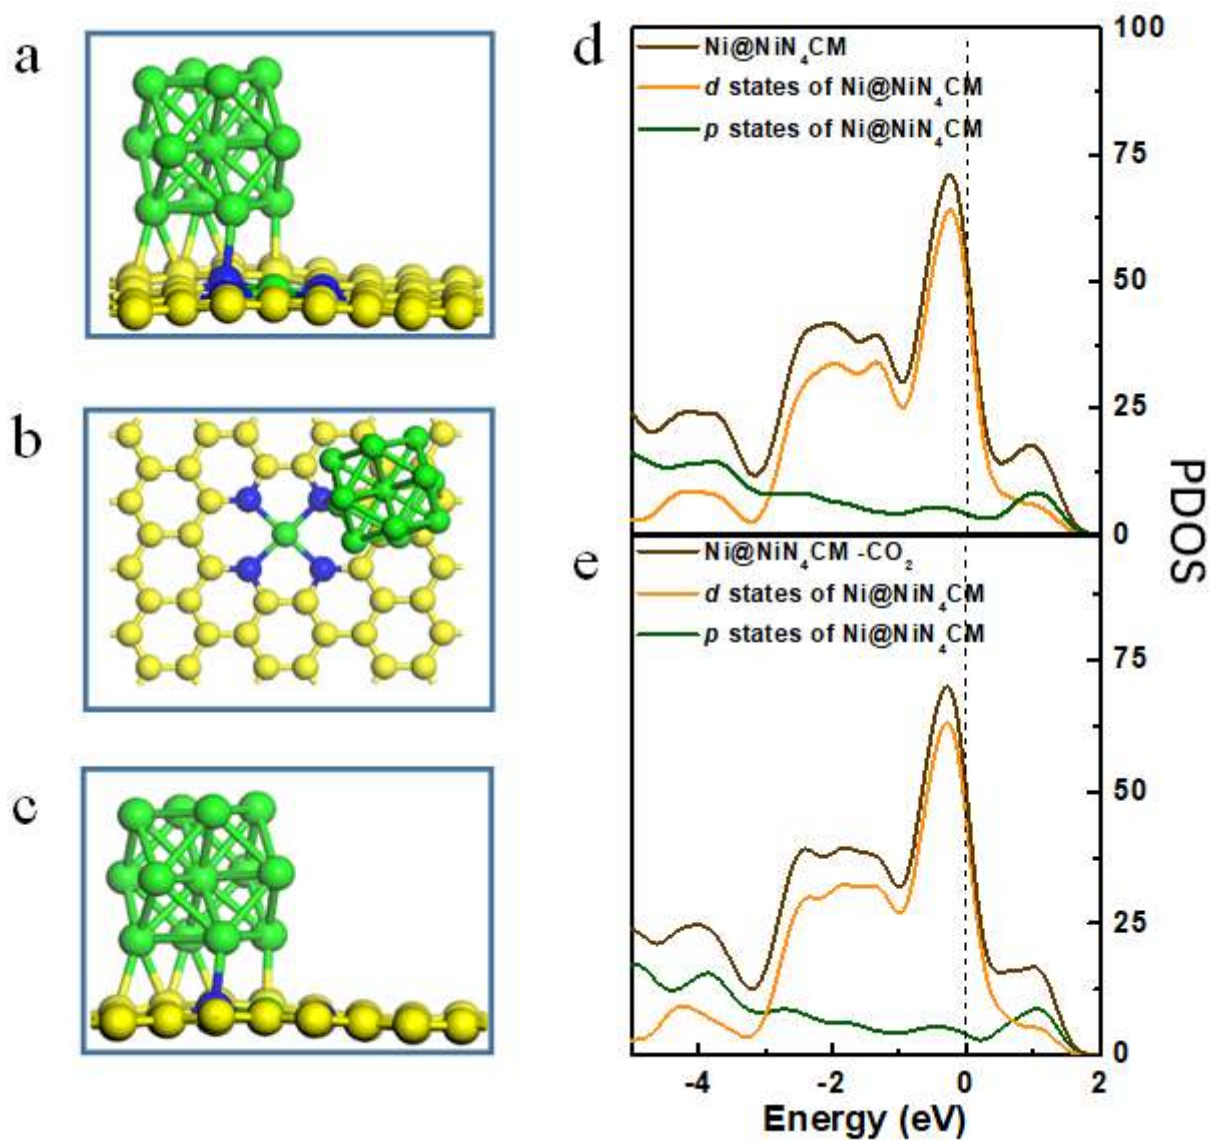 a
b
c
d
Ni@NiN₄CM
d states of Ni@NiN₄CM
p states of Ni@NiN₄CM
100
75
50
25
0
e
Ni@NiN₄CM -CO₂
d states of Ni@NiN₄CM
p states of Ni@NiN₄CM
75
50
25
0
PDOS
-4 -2 0 2
Energy (eV)